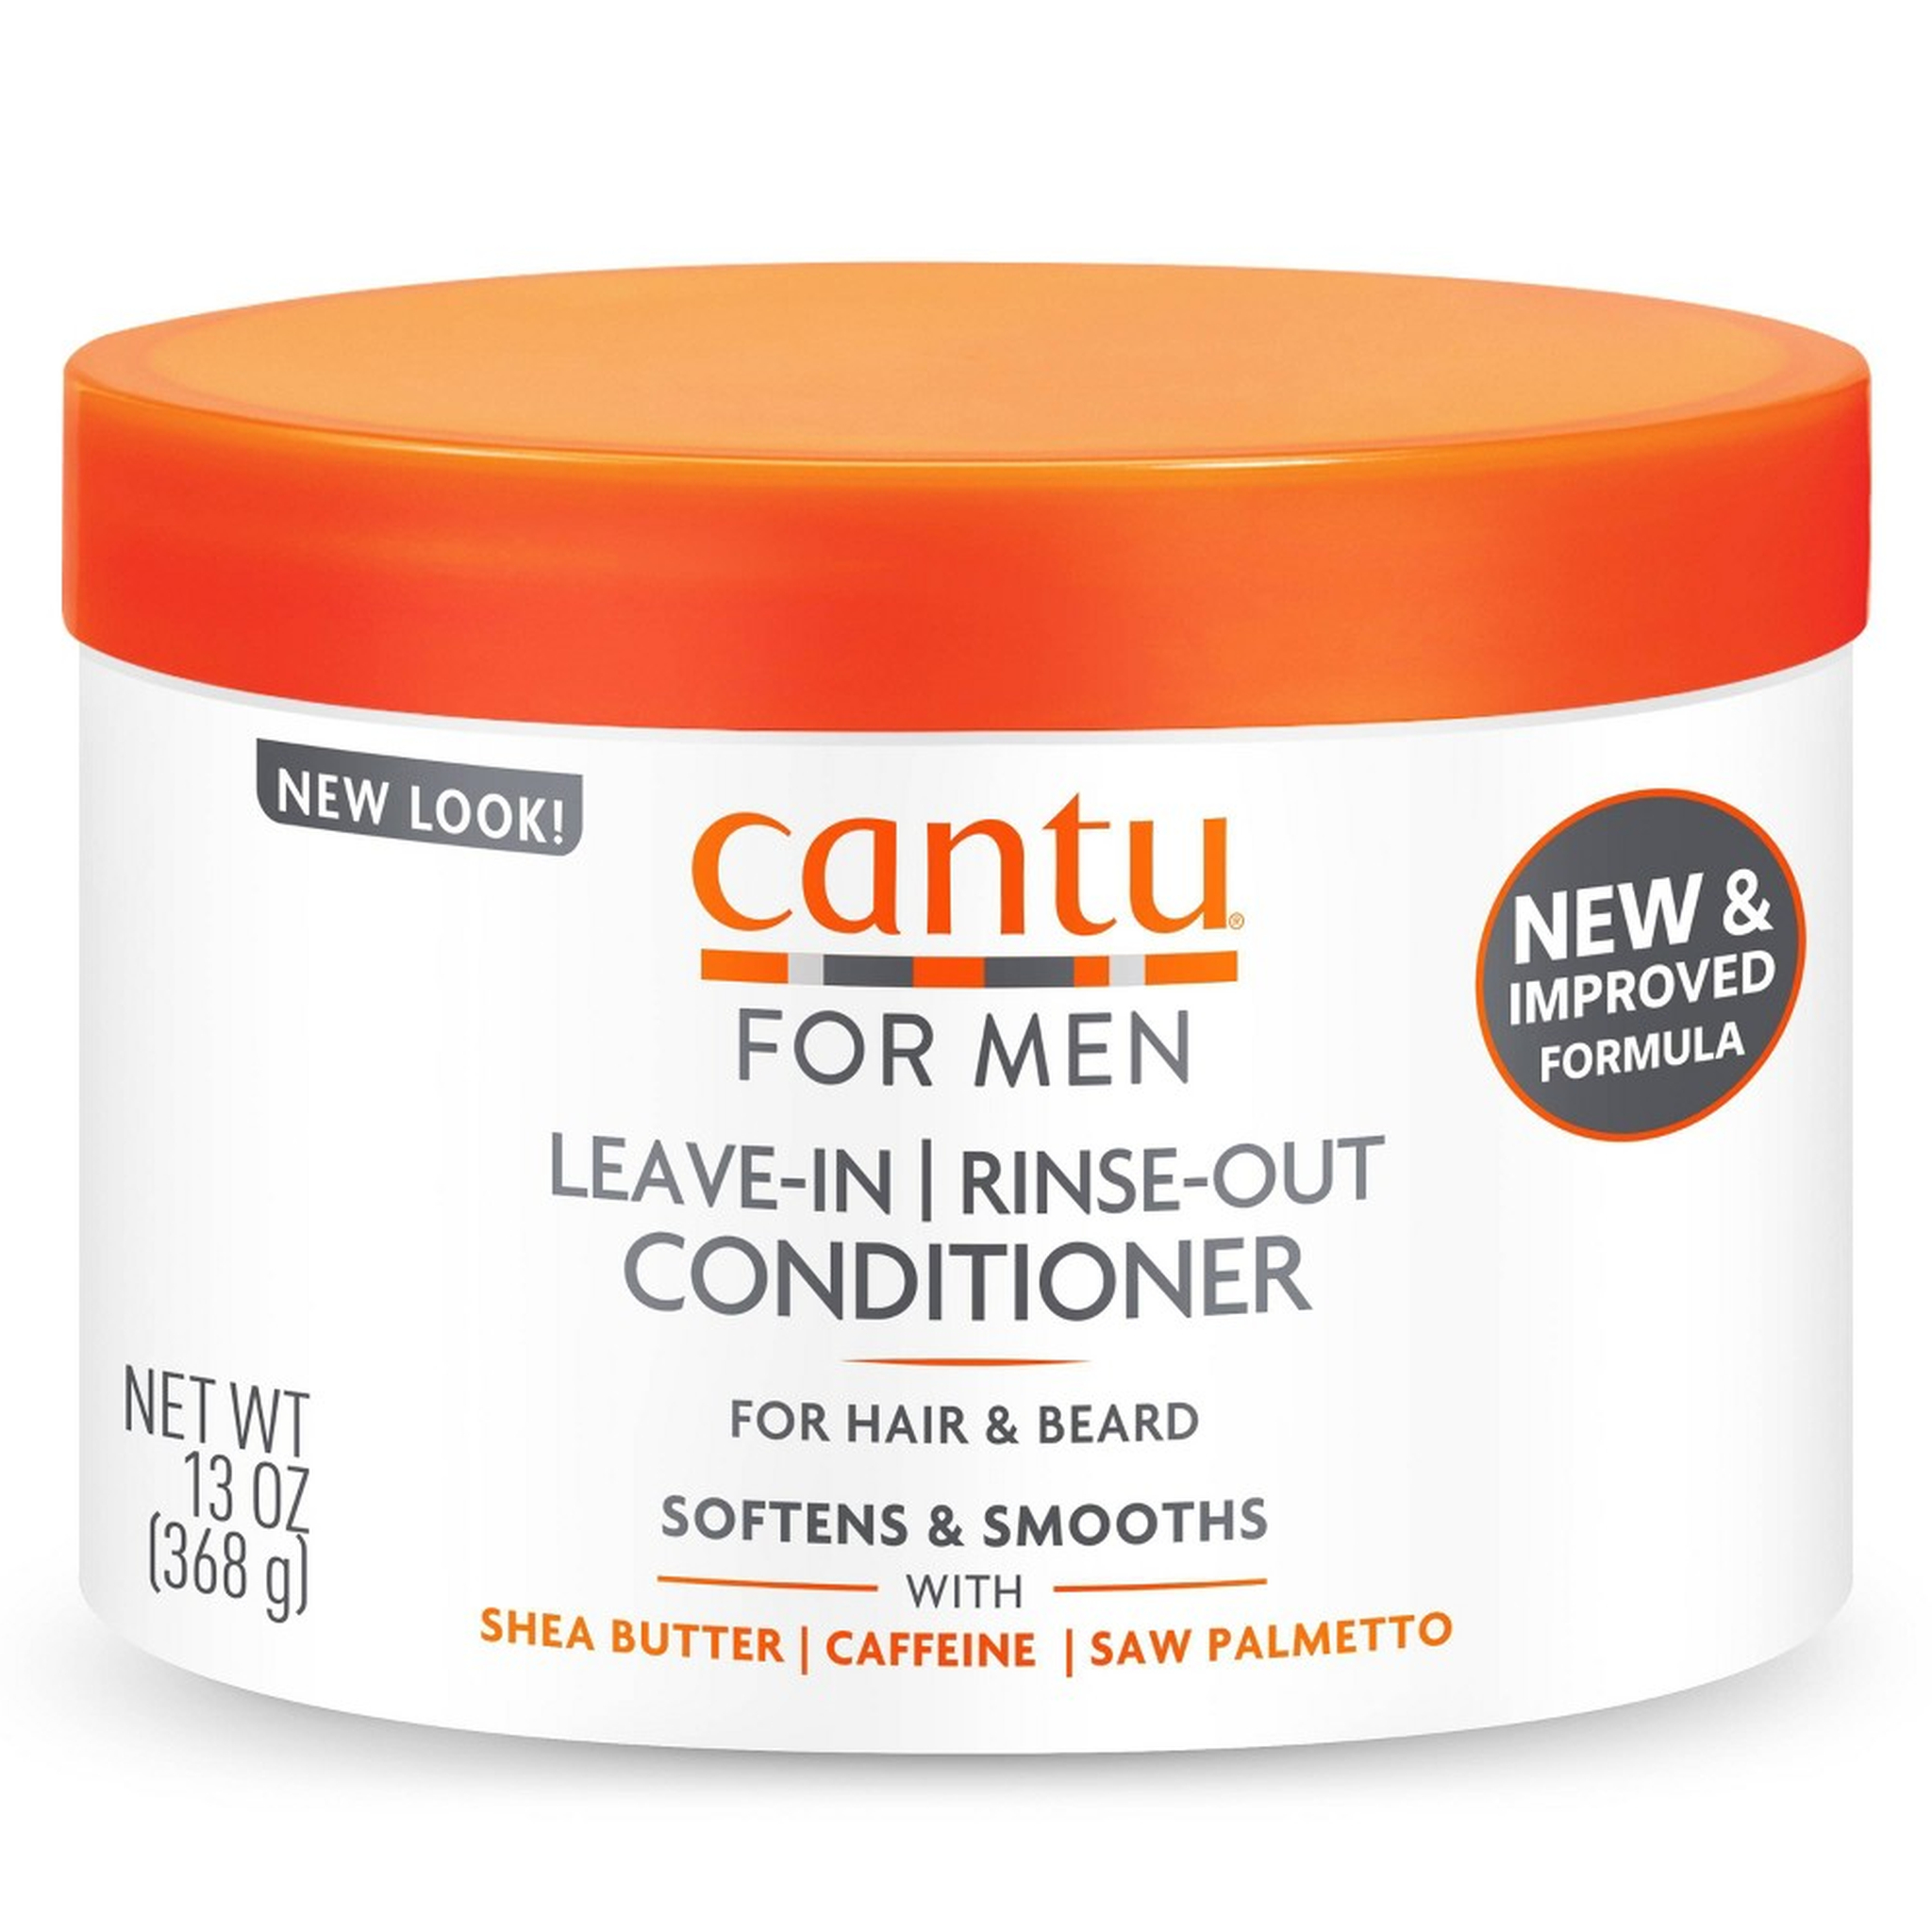 NEW LOOK!
cantu®
FOR MEN
NEW &
IMPROVED
FORMULA
LEAVE-IN | RINSE-OUT
CONDITIONER
FOR HAIR & BEARD
SOFTENS & SMOOTHS
WITH
SHEA BUTTER | CAFFEINE | SAW PALMETTO
NET WT
13 OZ
(368 g)